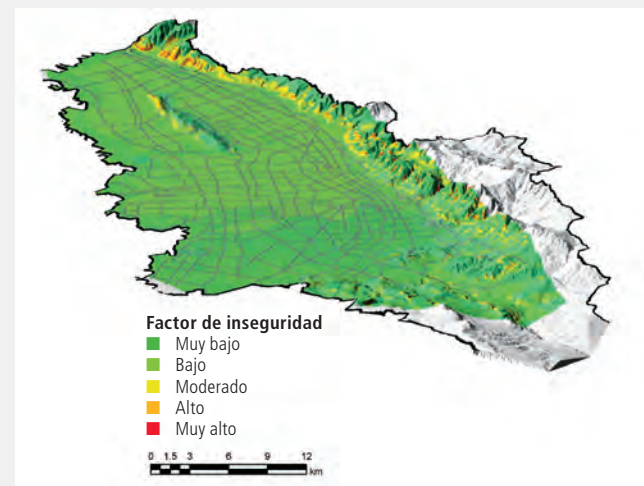 Factor de inseguridad
Muy bajo
Bajo
Moderado
Alto
Muy alto
0 1.5 3 6 9 12
km